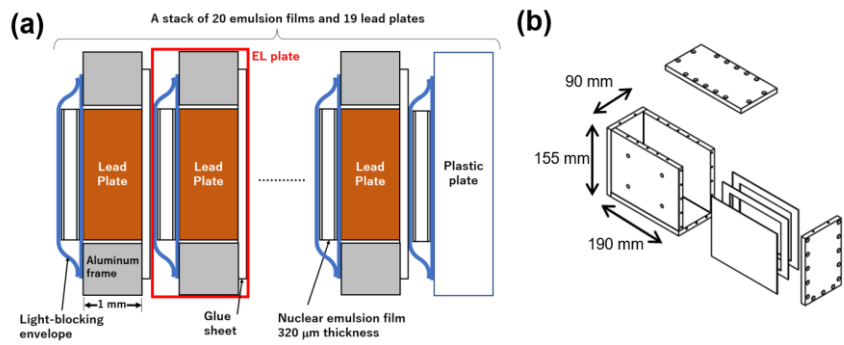 (a)
A stack of 20 emulsion films and 19 lead plates
EL plate
Lead
Plate
Lead
Plate
Lead
Plate
Plastic
plate
Aluminum
frame
1 mm
Light-blocking
envelope
Glue
sheet
Nuclear emulsion film
320 μm thickness
(b)
90 mm
155 mm
190 mm